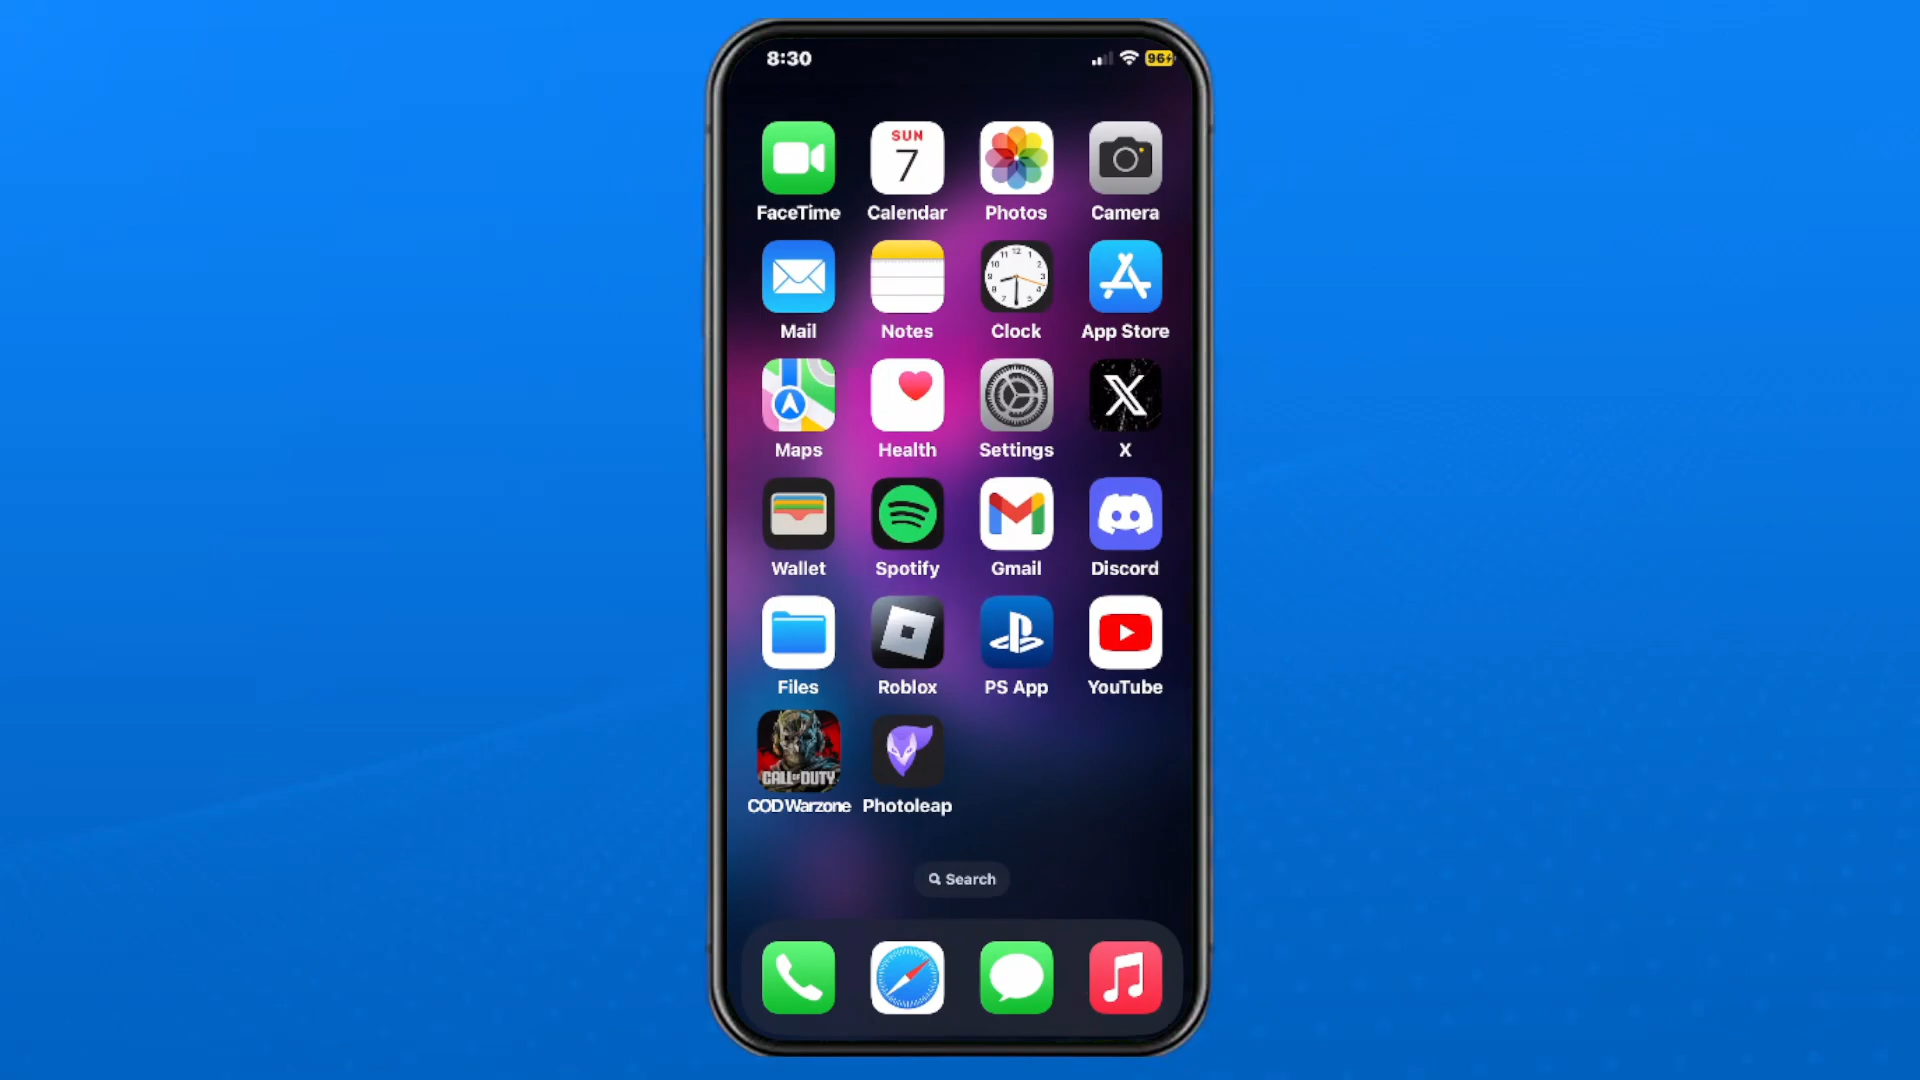 8:30
96
SUN
7
FaceTime Calendar Photos Camera
Mail Notes Clock App Store
Maps Health Settings X
Wallet Spotify Gmail Discord
Files Roblox PS App YouTube
CALL OF DUTY
COD Warzone Photoleap
Search